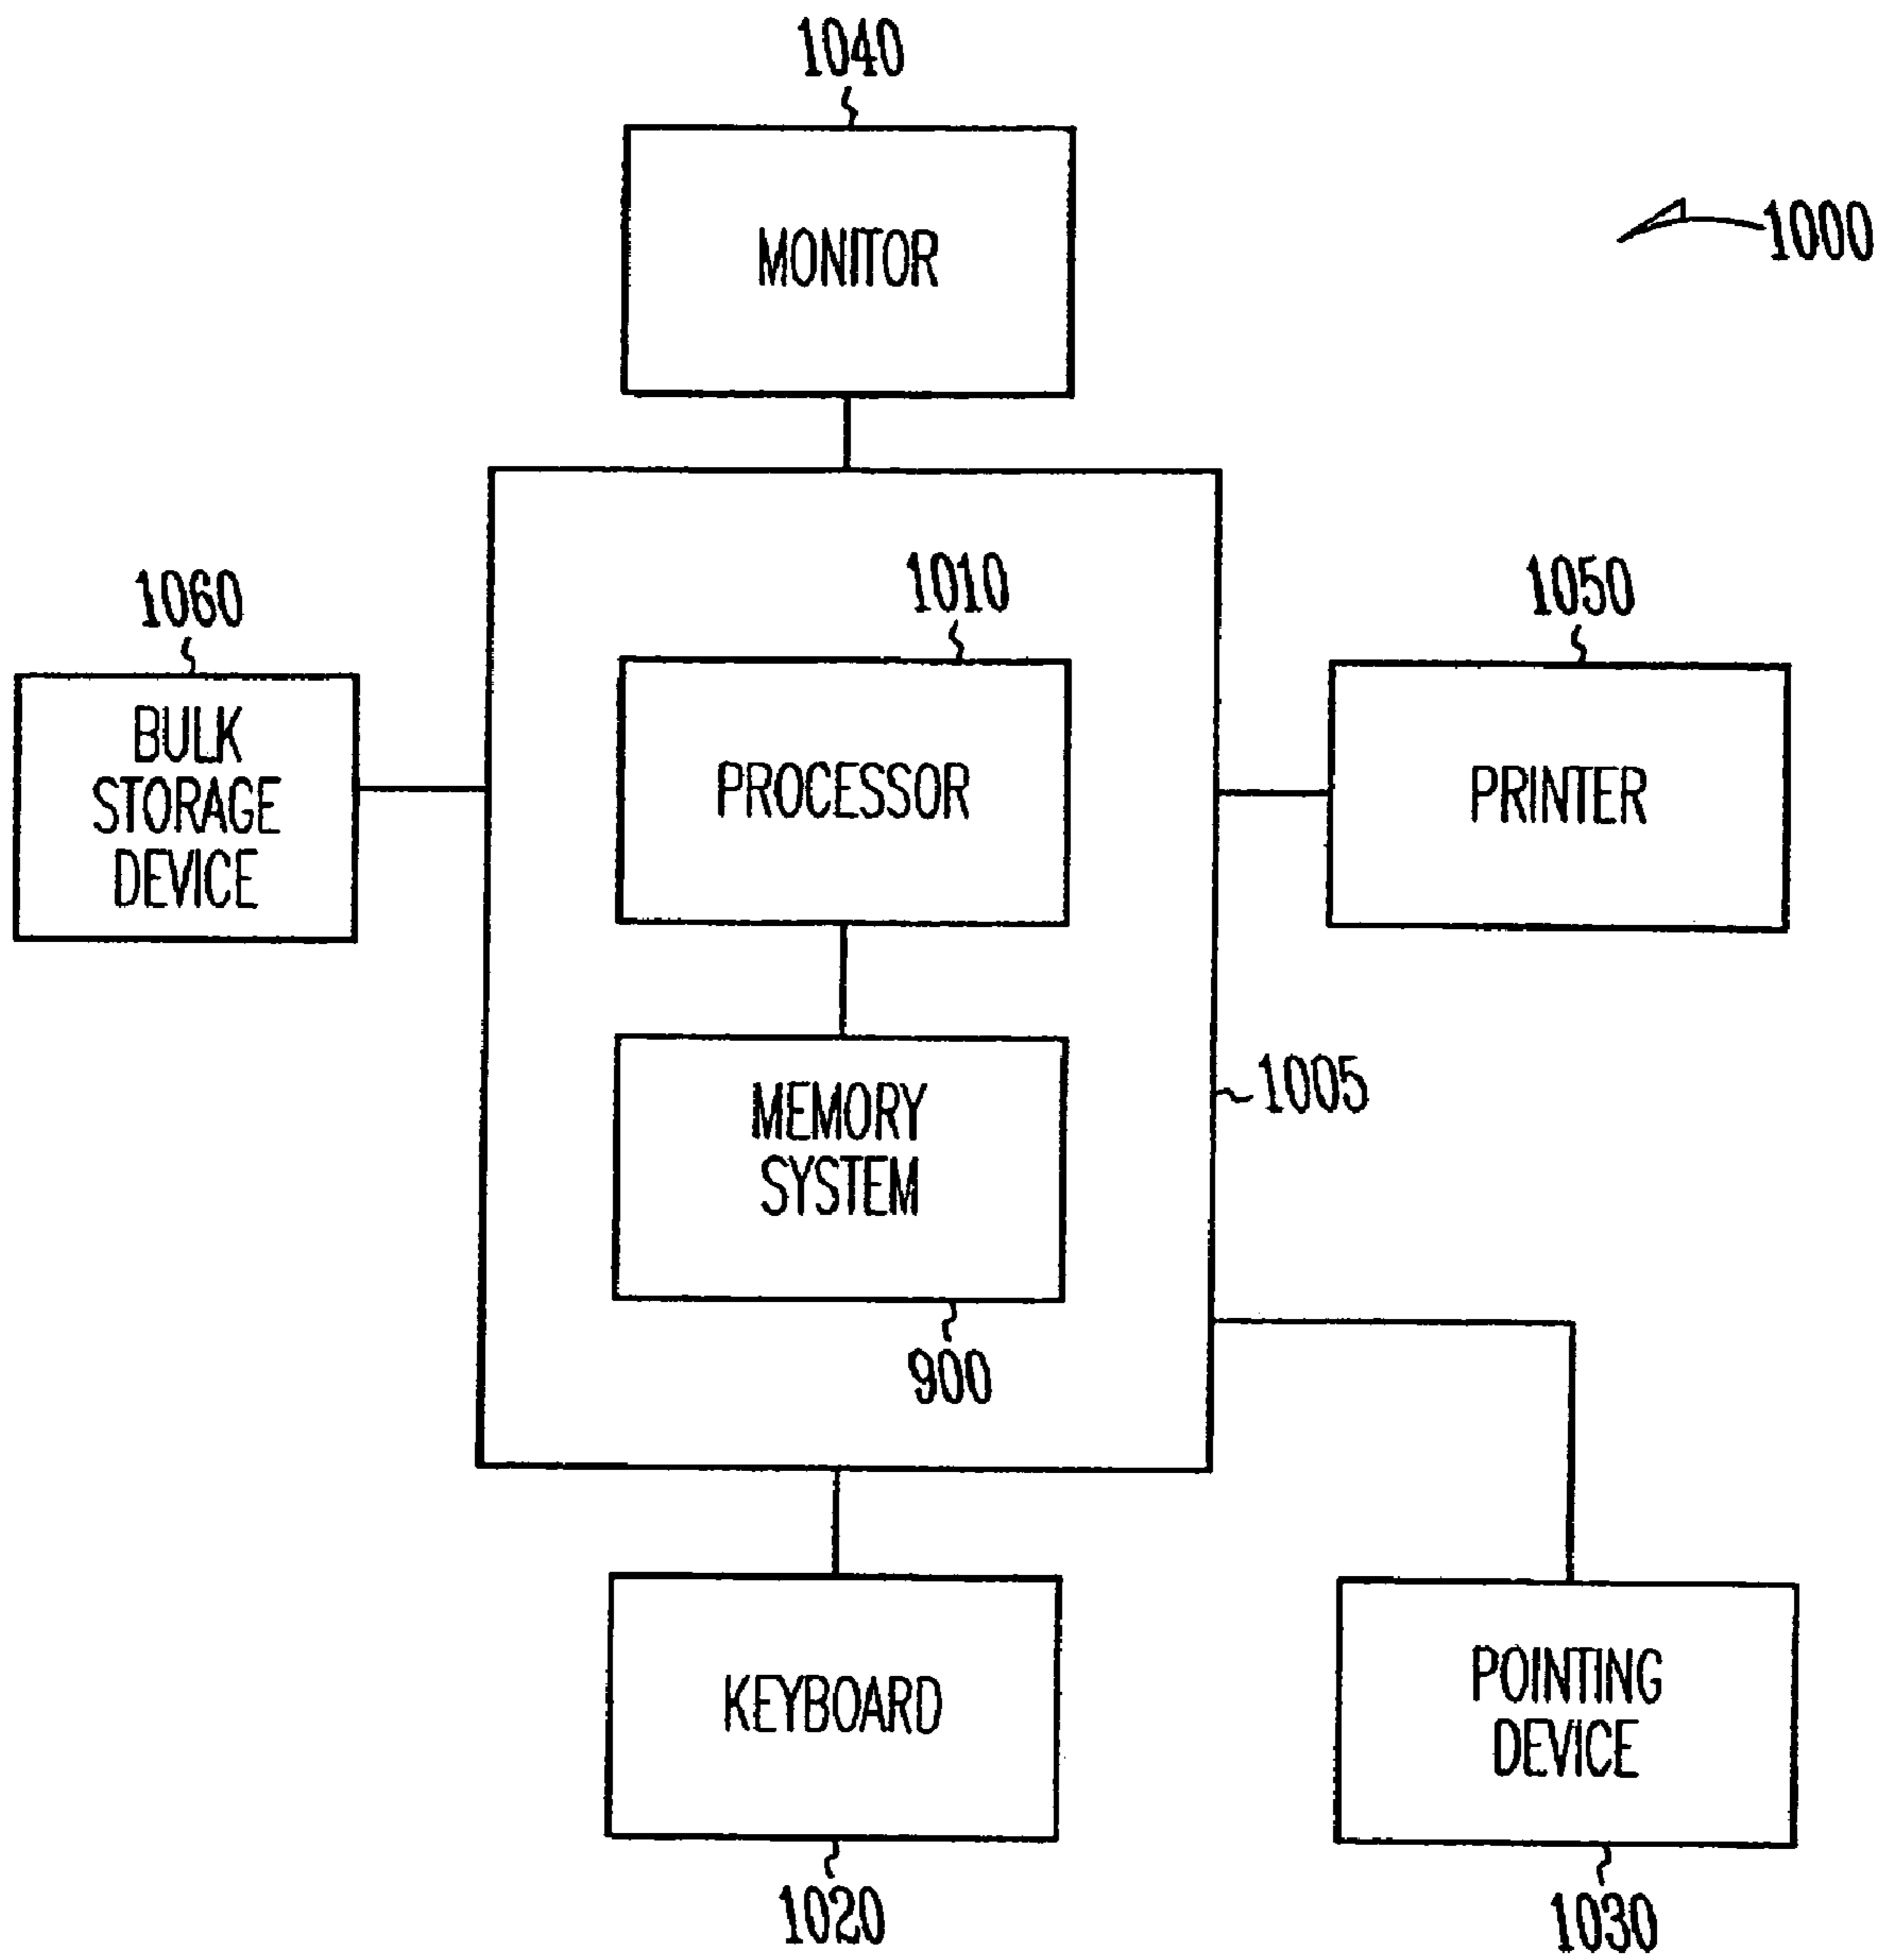 1040
MONITOR
1000
1060
BULK
STORAGE
DEVICE
1010
PROCESSOR
1050
PRINTER
MEMORY
SYSTEM
1005
900
KEYBOARD
1020
POINTING
DEVICE
1030